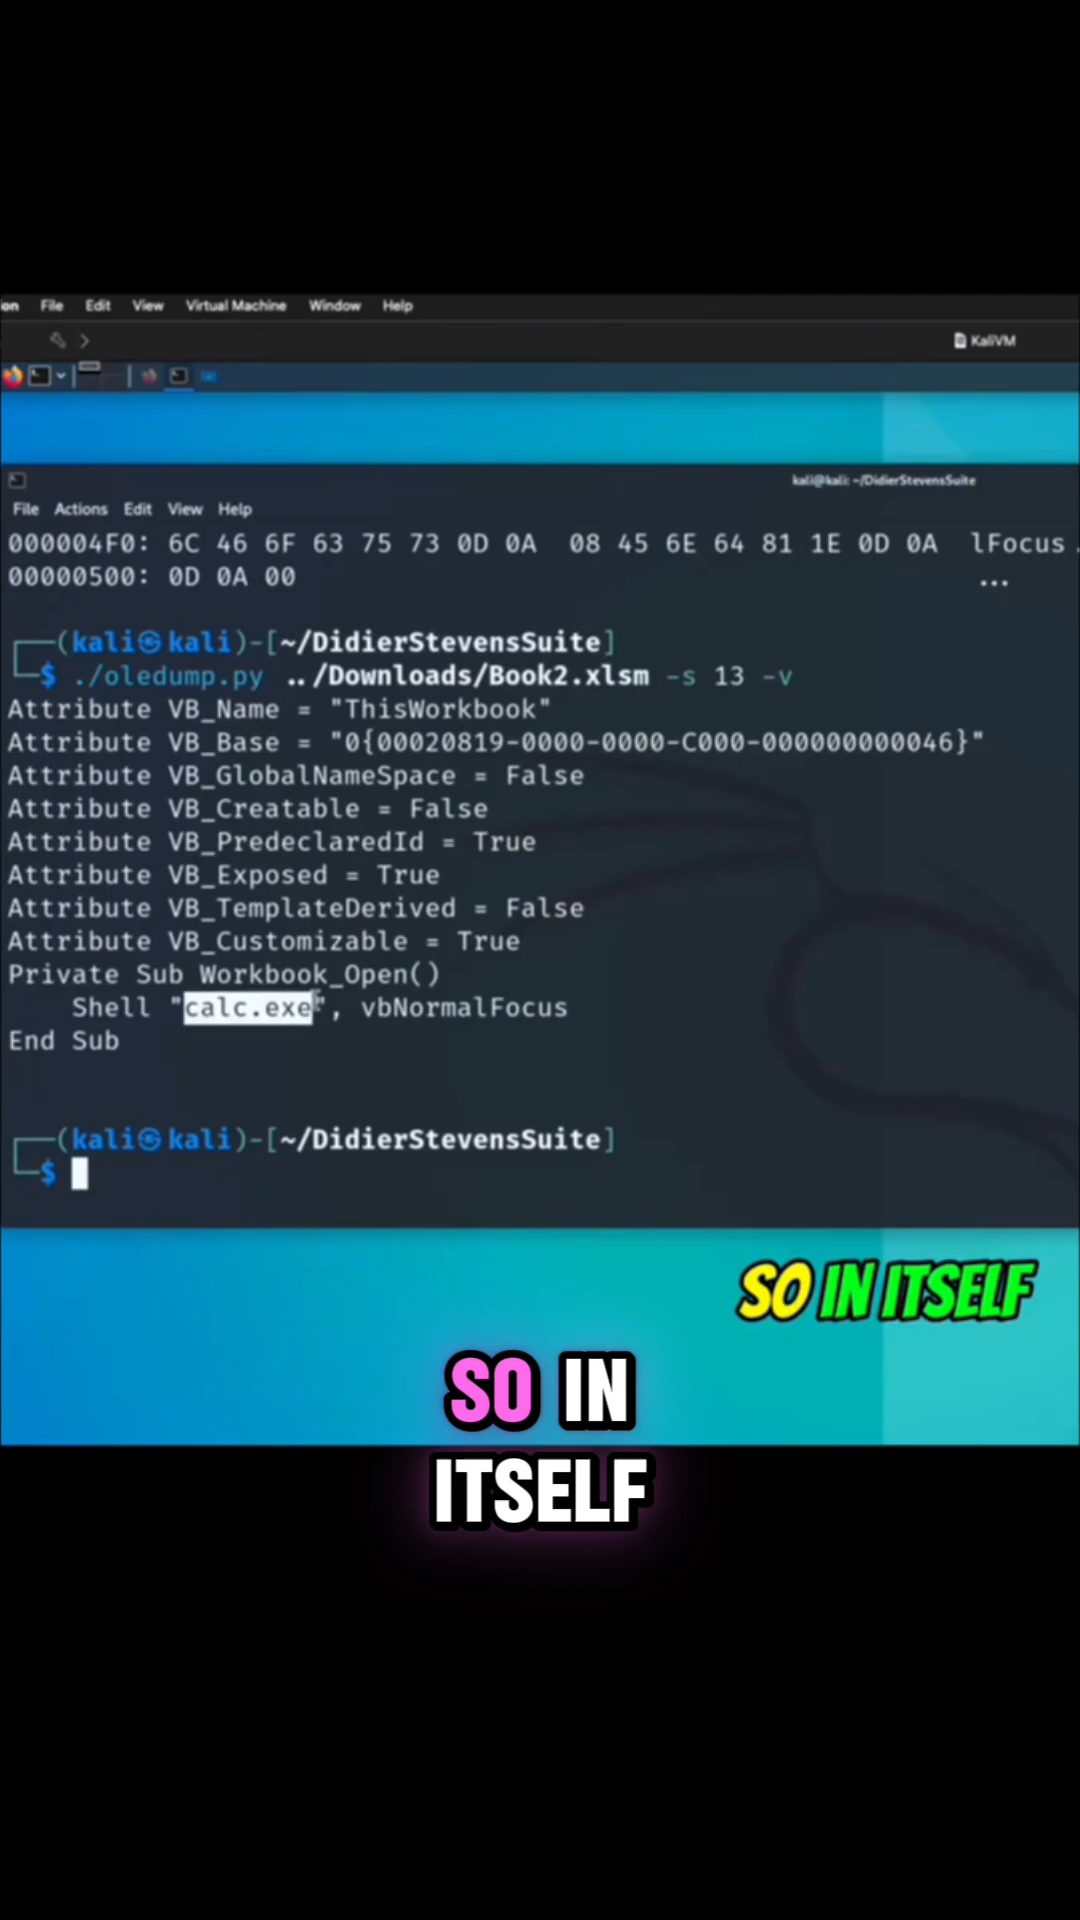 on File Edit View Virtual Machine Window Help
KaliVM
kali@kali: ~/DidierStevensSuite
File Actions Edit View Help
000004F0: 6C 46 6F 63 75 73 0D 0A 08 45 6E 64 81 1E 0D 0A lFocus.
00000500: 0D 0A 00 ...
(kali㉿kali)-[~/DidierStevensSuite]
$ ./oledump.py ../Downloads/Book2.xlsm -s 13 -v
Attribute VB_Name = "ThisWorkbook"
Attribute VB_Base = "0{00020819-0000-0000-C000-000000000046}"
Attribute VB_GlobalNameSpace = False
Attribute VB_Creatable = False
Attribute VB_PredeclaredId = True
Attribute VB_Exposed = True
Attribute VB_TemplateDerived = False
Attribute VB_Customizable = True
Private Sub Workbook_Open()
Shell "calc.exe", vbNormalFocus
End Sub
(kali㉿kali)-[~/DidierStevensSuite]
$
SO IN ITSELF
SO IN
ITSELF